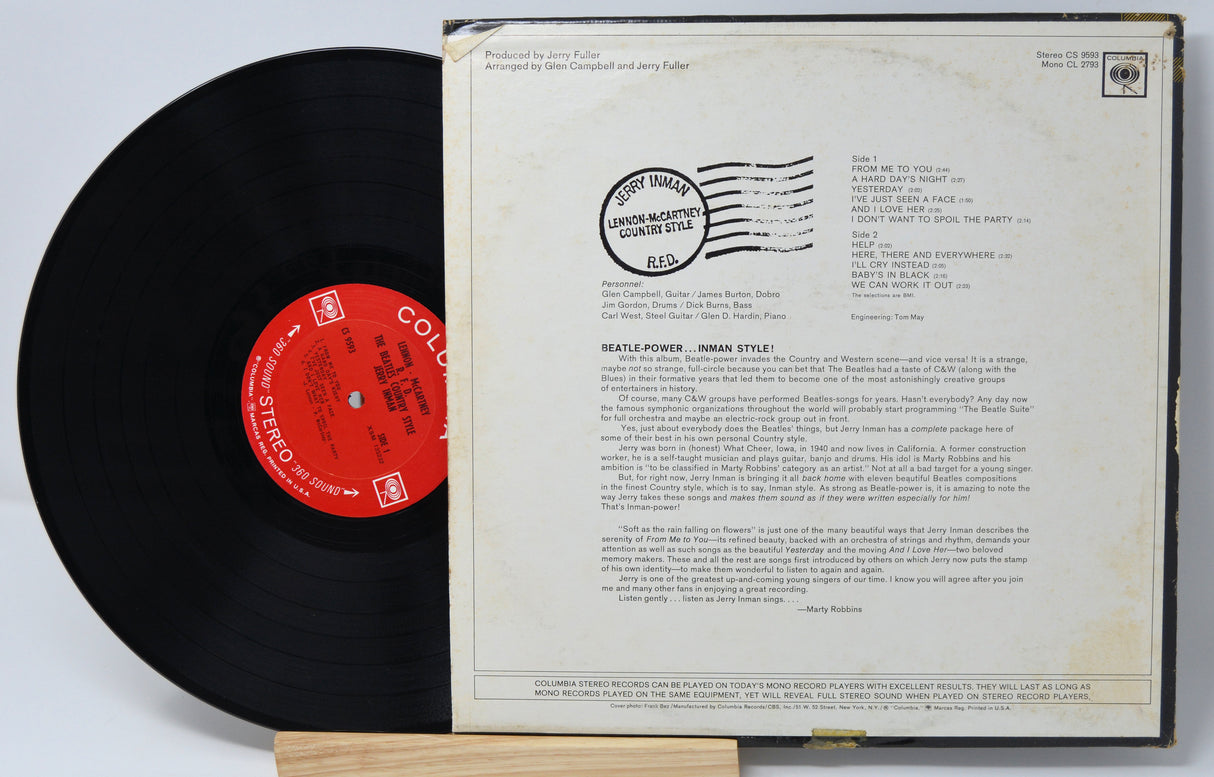 Produced by Jerry Fuller
Arranged by Glen Campbell and Jerry Fuller
Stereo CS 9593
Mono CL 2793
COLUMBIA
JERRY INMAN
LENNON-McCARTNEY
COUNTRY STYLE
R.F.D.
Side 1
FROM ME TO YOU (2:44)
A HARD DAY'S NIGHT (2:27)
YESTERDAY (2:03)
I'VE JUST SEEN A FACE (1:50)
AND I LOVE HER (2:25)
I DON'T WANT TO SPOIL THE PARTY (2:14)
Side 2
HELP (2:02)
HERE, THERE AND EVERYWHERE (2:32)
I'LL CRY INSTEAD (2:05)
BABY'S IN BLACK (2:16)
WE CAN WORK IT OUT (2:33)
The selections are BMI.
Engineering: Tom May
Personnel:
Glen Campbell, Guitar / James Burton, Dobro
Jim Gordon, Drums / Dick Burns, Bass
Carl West, Steel Guitar / Glen D. Hardin, Piano
BEATLE-POWER...INMAN STYLE!
With this album, Beatle-power invades the Country and Western scene—and vice versa! It is a strange,
maybe not so strange, full-circle because you can bet that The Beatles had a taste of C&W (along with the
Blues) in their formative years that led them to become one of the most astonishingly creative groups
of entertainers in history.
Of course, many C&W groups have performed Beatles-songs for years. Hasn't everybody? Any day now
the famous symphonic organizations throughout the world will probably start programming "The Beatle Suite"
for full orchestra and maybe an electric-rock group out in front.
Yes, just about everybody does the Beatles' things, but Jerry Inman has a complete package here of
some of their best in his own personal Country style.
Jerry was born in (honest) What Cheer, Iowa, in 1940 and now lives in California. A former construction
worker, he is a self-taught musician and plays guitar, banjo and drums. His idol is Marty Robbins and his
ambition is "to be classified in Marty Robbins' category as an artist." Not at all a bad target for a young singer.
But, for right now, Jerry Inman is bringing it all back home with eleven beautiful Beatles compositions
in the finest Country style, which is to say, Inman style. As strong as Beatle-power is, it is amazing to note the
way Jerry takes these songs and makes them sound as if they were written especially for him!
That's Inman-power!
"Soft as the rain falling on flowers" is just one of the many beautiful ways that Jerry Inman describes the
serenity of From Me to You—its refined beauty, backed with an orchestra of strings and rhythm, demands your
attention as well as such songs as the beautiful Yesterday and the moving And I Love Her—two beloved
memory makers. These and all the rest are songs first introduced by others on which Jerry now puts the stamp
of his own identity—to make them wonderful to listen to again and again.
Jerry is one of the greatest up-and-coming young singers of our time. I know you will agree after you join
me and many other fans in enjoying a great recording.
Listen gently . . . listen as Jerry Inman sings. . . .
—Marty Robbins
COLUMBIA STEREO RECORDS CAN BE PLAYED ON TODAY'S MONO RECORD PLAYERS WITH EXCELLENT RESULTS. THEY WILL LAST AS LONG AS
MONO RECORDS PLAYED ON THE SAME EQUIPMENT, YET WILL REVEAL FULL STEREO SOUND WHEN PLAYED ON STEREO RECORD PLAYERS,
Cover photo: Frank Bez /Manufactured by Columbia Records/CBS, Inc./51 W. 52 Street, New York, N.Y./ ® "Columbia," Marcas Reg. Printed in U.S.A.
CS 9593
LENNON McCARTNEY
R. F. D.
THE BEATLES COUNTRY STYLE
JERRY INMAN
SIDE 1
"360 SOUND" STEREO "360 SOUND"
® "COLUMBIA", MARCAS REG. PRINTED IN U.S.A.